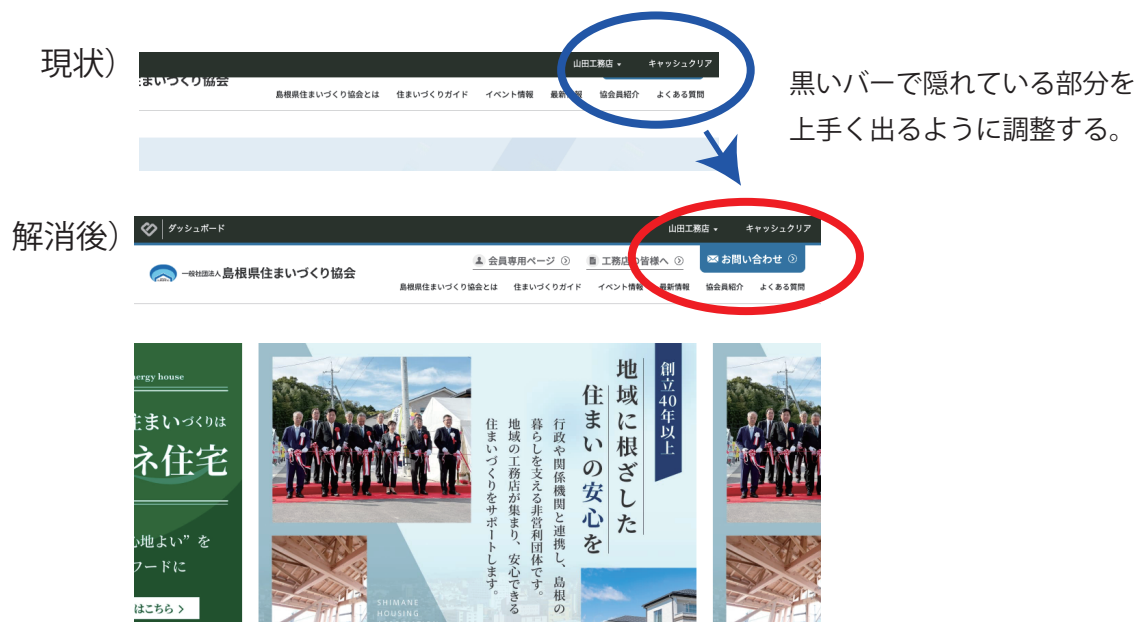 現状）
山田工務店
キャッシュクリア
住まいづくり協会
島根県住まいづくり協会とは 住まいづくりガイド イベント情報 最新情報 協会員紹介 よくある質問
黒いバーで隠れている部分を
上手く出るように調整する。
解消後）
ダッシュボード
山田工務店
キャッシュクリア
一般社団法人 島根県住まいづくり協会
会員専用ページ
工務店の皆様へ
お問い合わせ
島根県住まいづくり協会とは 住まいづくりガイド イベント情報 最新情報 協会員紹介 よくある質問
ergy house
住まいづくりは
ネ住宅
心地よい”を
ワードに
はこちら >
創立40年以上
地域に根ざした
住まいの安心を
行政や関係機関と連携し、島根の
暮らしを支える非営利団体です。
地域の工務店が集まり、安心できる
住まいづくりをサポートします。
SHIMANE
HOUSING